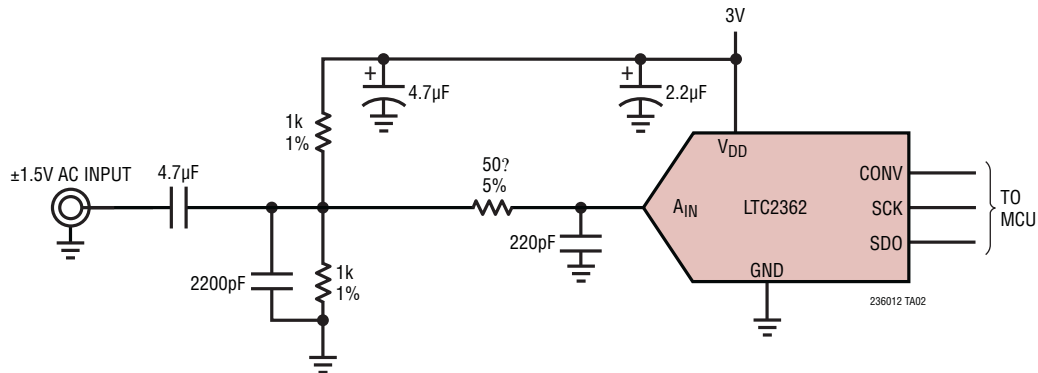 3V
+
4.7µF
+
2.2µF
1k
1%
VDD
±1.5V AC INPUT
4.7µF
50?
5%
CONV
AIN
LTC2362
SCK
TO
MCU
220pF
SDO
2200pF
1k
1%
GND
236012 TA02